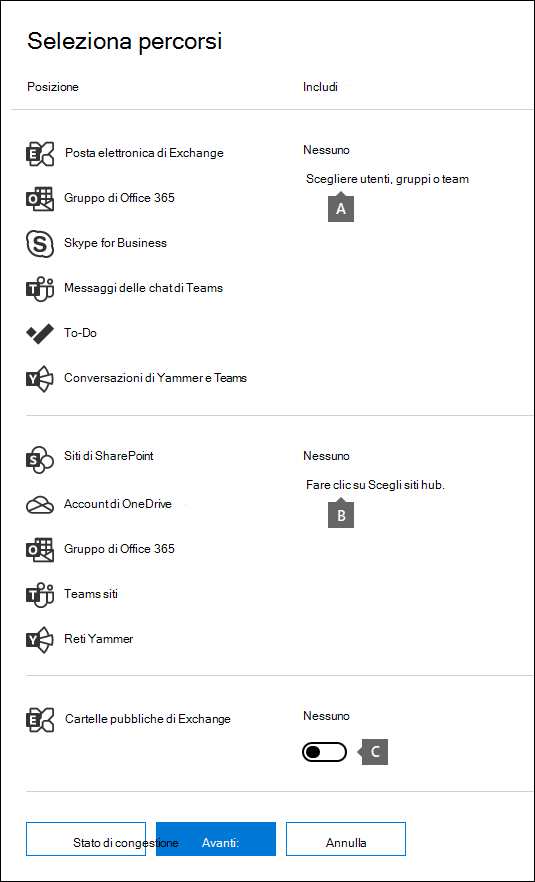 Seleziona percorsi
Posizione Includi
Posta elettronica di Exchange Nessuno
Scegliere utenti, gruppi o team
A
Gruppo di Office 365
Skype for Business
Messaggi delle chat di Teams
To-Do
Conversazioni di Yammer e Teams
Siti di SharePoint Nessuno
Fare clic su Scegli siti hub.
B
Account di OneDrive
Gruppo di Office 365
Teams siti
Reti Yammer
Cartelle pubbliche di Exchange Nessuno
C
Stato di congestione Avanti: Annulla